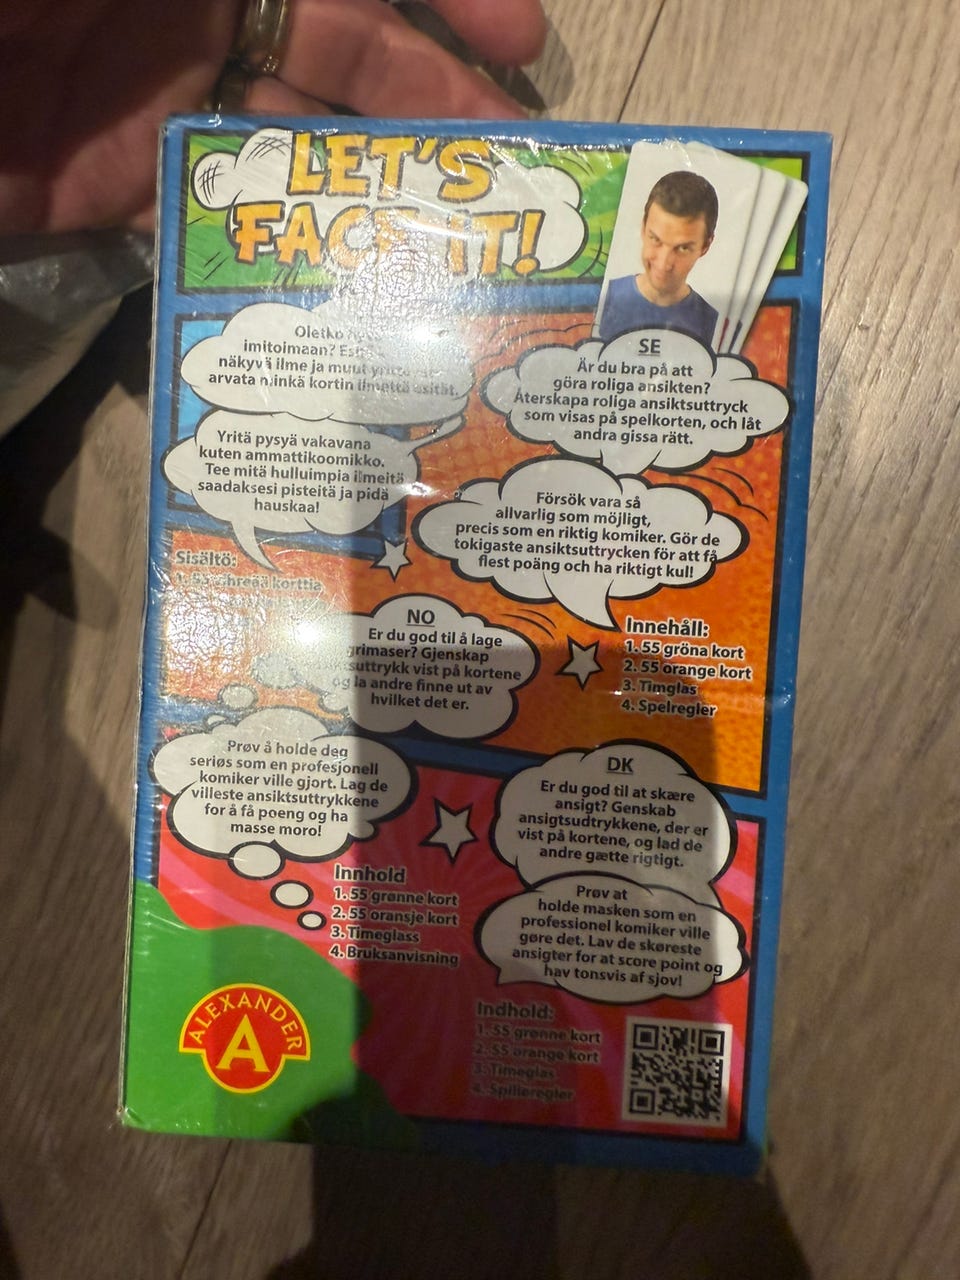 LET'S
FACE IT!
Oletko
imitoimaan?
näkyvä ilme ja muut
arvata minkä kortin ilmettä esität.
Yritä pysyä vakavana
kuten ammattikoomikko.
Tee mitä hulluimpia ilmeitä
saadaksesi pisteitä ja pidä
hauskaa!
Sisältö:
1. 55 vihreää korttia
SE
Är du bra på att
göra roliga ansikten?
Återskapa roliga ansiktsuttryck
som visas på spelkorten, och låt
andra gissa rätt.
Försök vara så
allvarlig som möjligt,
precis som en riktig komiker. Gör de
tokigaste ansiktsuttrycken för att få
flest poäng och ha riktigt kul!
Innehåll:
1. 55 gröna kort
2. 55 orange kort
3. Timglas
4. Spelregler
NO
Er du god til å lage
grimaser? Gjenskap
suttrykk vist på kortene
og la andre finne ut av
hvilket det er.
Prøv å holde deg
seriøs som en profesjonell
komiker ville gjort. Lag de
villeste ansiktsuttrykkene
for å få poeng og ha
masse moro!
Innhold
1. 55 grønne kort
2. 55 oransje kort
3. Timeglass
4. Bruksanvisning
DK
Er du god til at skære
ansigt? Genskab
ansigtsudtrykkene, der er
vist på kortene, og lad de
andre gætte rigtigt.
Prøv at
holde masken som en
professionel komiker ville
gøre det. Lav de skøreste
ansigter for at score point og
hav tonsvis af sjov!
Indhold:
1. 55 grønne kort
2. 55 orange kort
3. Timeglas
4. Spilleregler
ALEXANDER
A